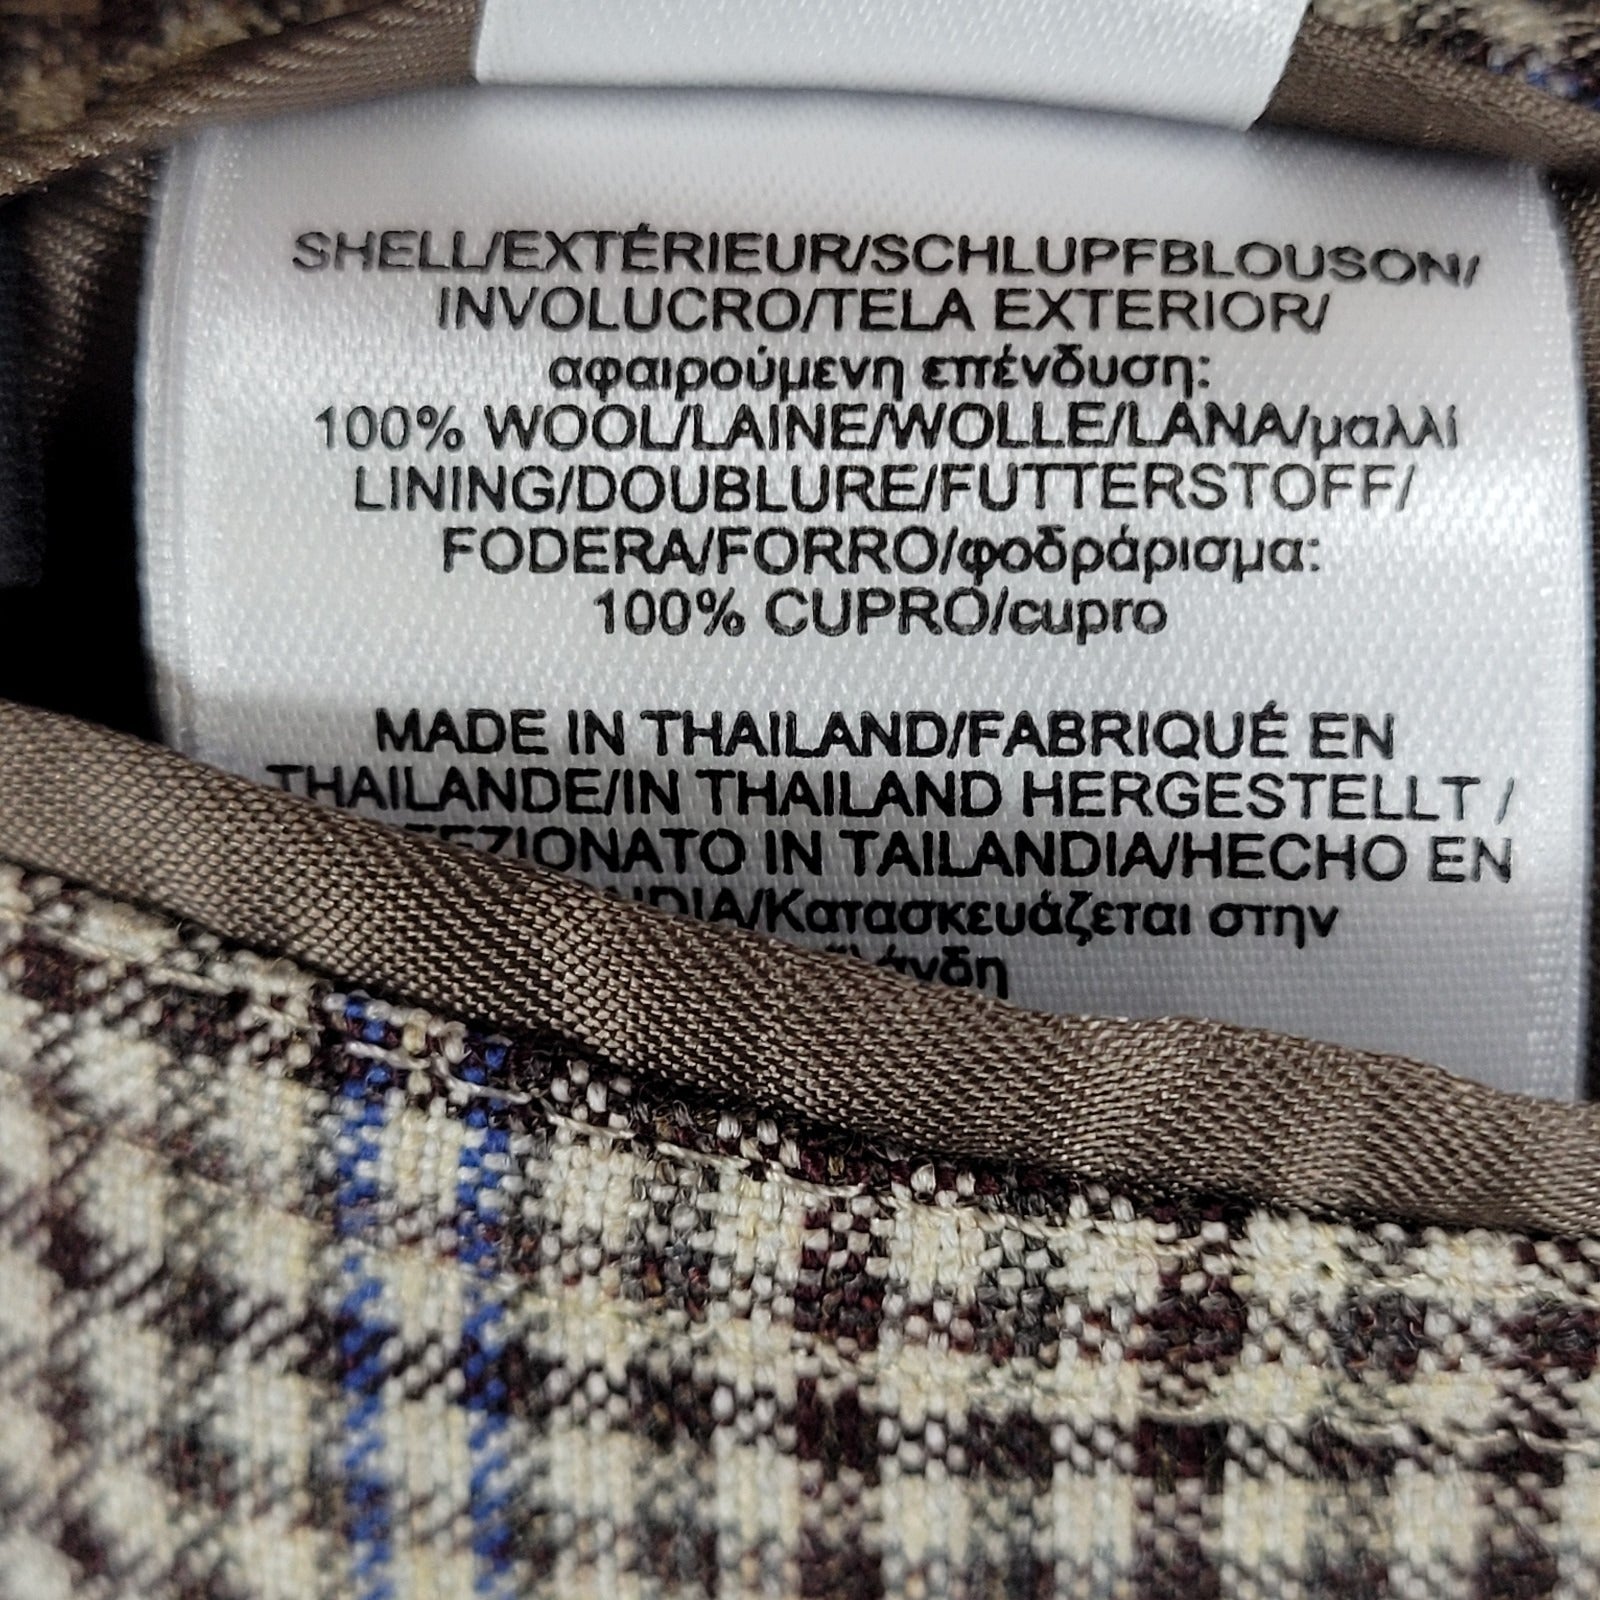 SHELL/EXTÉRIEUR/SCHLUPFBLOUSON/
INVOLUCRO/TELA EXTERIOR/
αφαιρούμενη επένδυση:
100% WOOL/LAINE/WOLLE/LANA/μαλλί
LINING/DOUBLURE/FUTTERSTOFF/
FODERA/FORRO/φοδράρισμα:
100% CUPRO/cupro
MADE IN THAILAND/FABRIQUÉ EN
THAILANDE/IN THAILAND HERGESTELLT /
IN TAILANDIA/HECHO EN
Κατασκευάζεται στην